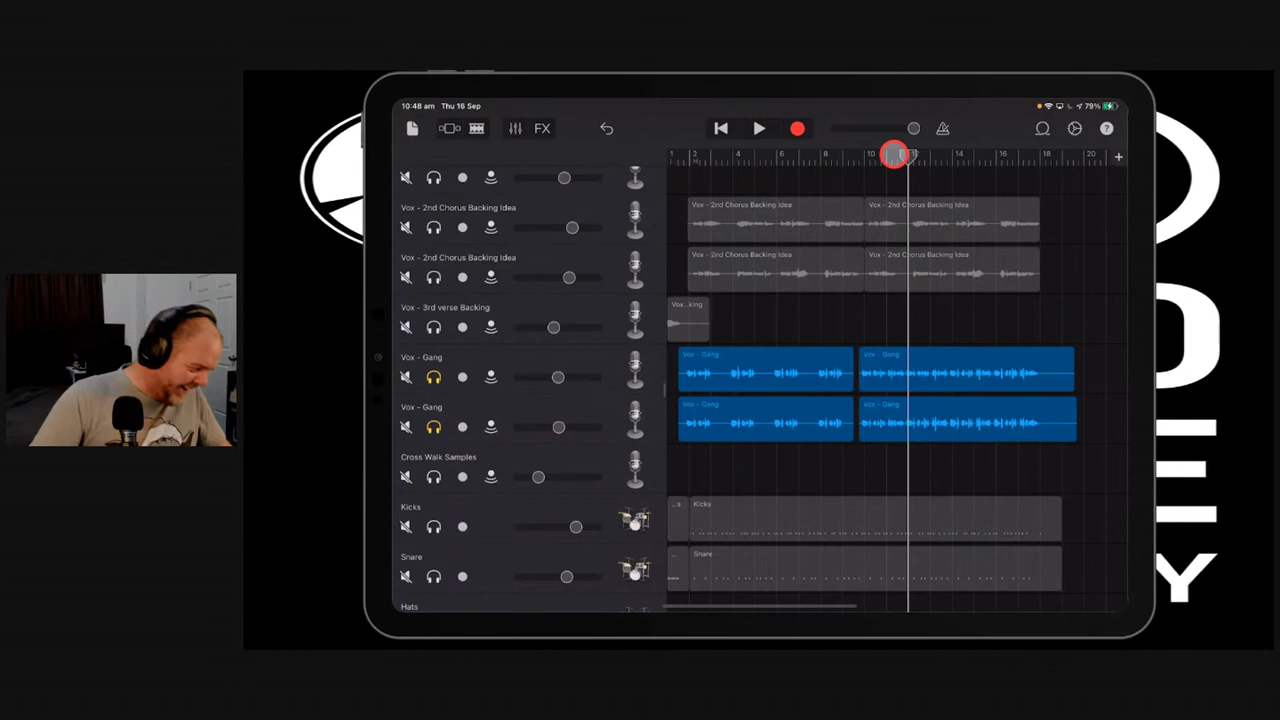 10:48 am Thu 16 Sep
79%
FX
?
1 2 4 6 8 10 12 14 16 18 20 +
Vox - 2nd Chorus Backing Idea
Vox - 2nd Chorus Backing Idea Vox - 2nd Chorus Backing Idea
Vox - 2nd Chorus Backing Idea
Vox - 2nd Chorus Backing Idea Vox - 2nd Chorus Backing Idea
Vox - 3rd verse Backing
Vox...king
Vox - Gang
Vox - Gang Vox - Gang
Vox - Gang
Vox - Gang Vox - Gang
Cross Walk Samples
Kicks
...s Kicks
Snare
... Snare
Hats
D
E
Y